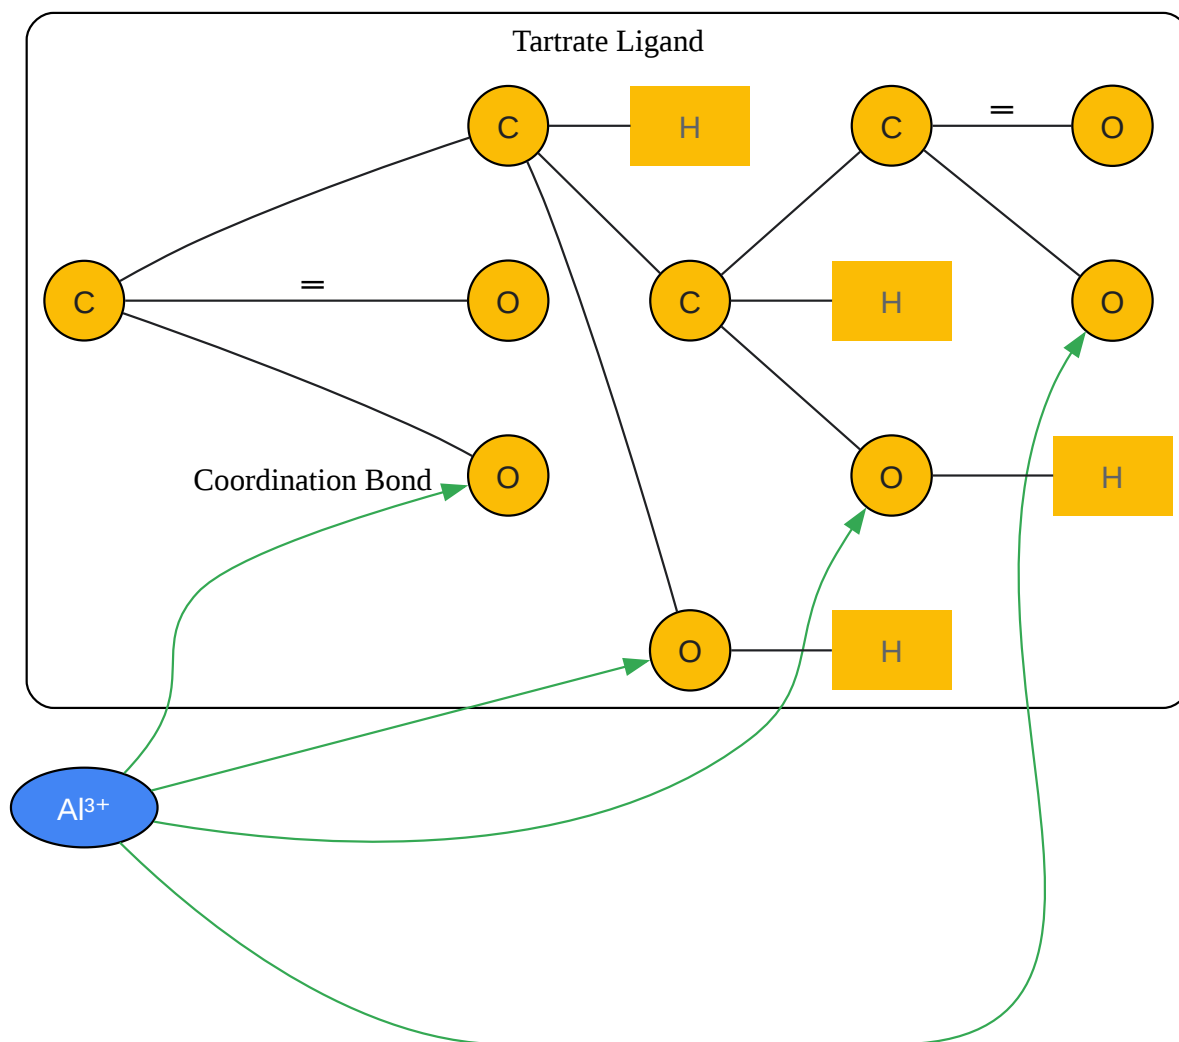 Tartrate Ligand
C H C = O
C = O C H O
Coordination Bond O O H
O H
Al³⁺